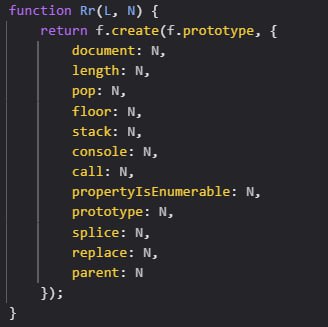 function Rr(L, N) {
    return f.create(f.prototype, {
        document: N,
        length: N,
        pop: N,
        floor: N,
        stack: N,
        console: N,
        call: N,
        propertyIsEnumerable: N,
        prototype: N,
        splice: N,
        replace: N,
        parent: N
    });
}